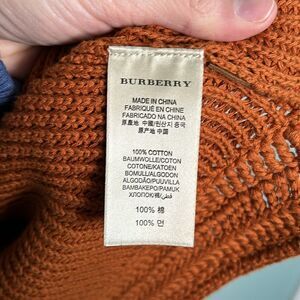 BURBERRY
MADE IN CHINA
FABRIQUÉ EN CHINE
FABRICADO NA CHINA
原產 中國/원산지 중국
原产地 中国
100% COTTON
BAUMWOLLE/COTON
COTONE/KATOEN
BOMULL/ALGODON
ALGODÃO/PUUVILLA
BAMBAKEPO/PAMUK
ХЛОПОК/棉/قطن
100% 棉
100% 면